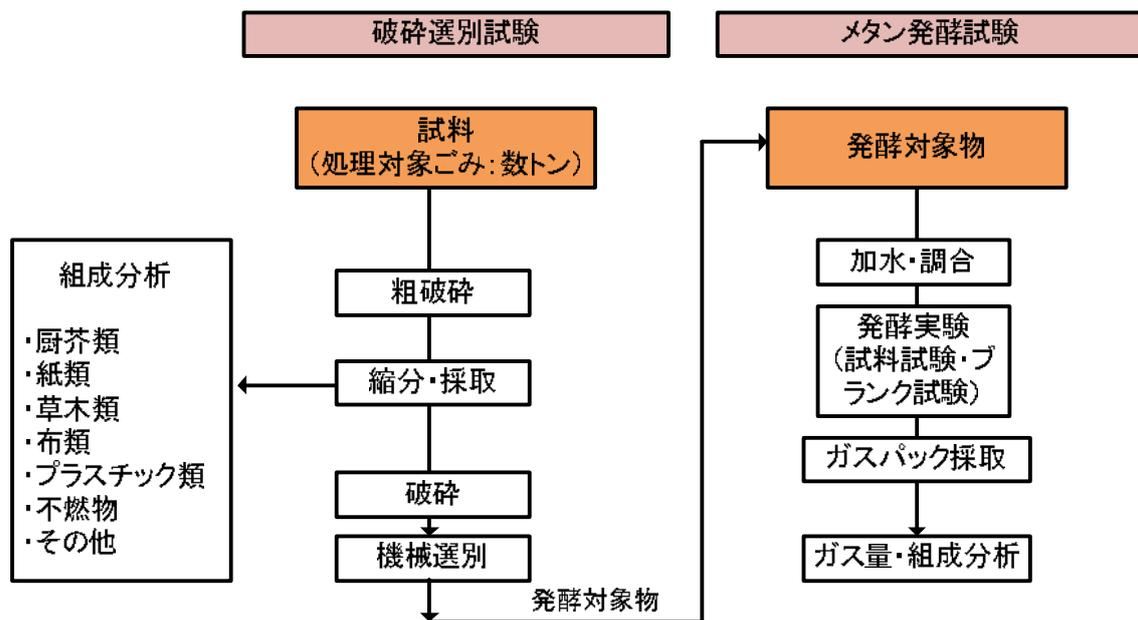 破砕選別試験
試料
（処理対象ごみ：数トン）
組成分析
・厨芥類
・紙類
・草木類
・布類
・プラスチック類
・不燃物
・その他
粗破砕
縮分・採取
破砕
機械選別
発酵対象物
メタン発酵試験
発酵対象物
加水・調合
発酵実験
（試料試験・ブ
ランク試験）
ガスパック採取
ガス量・組成分析